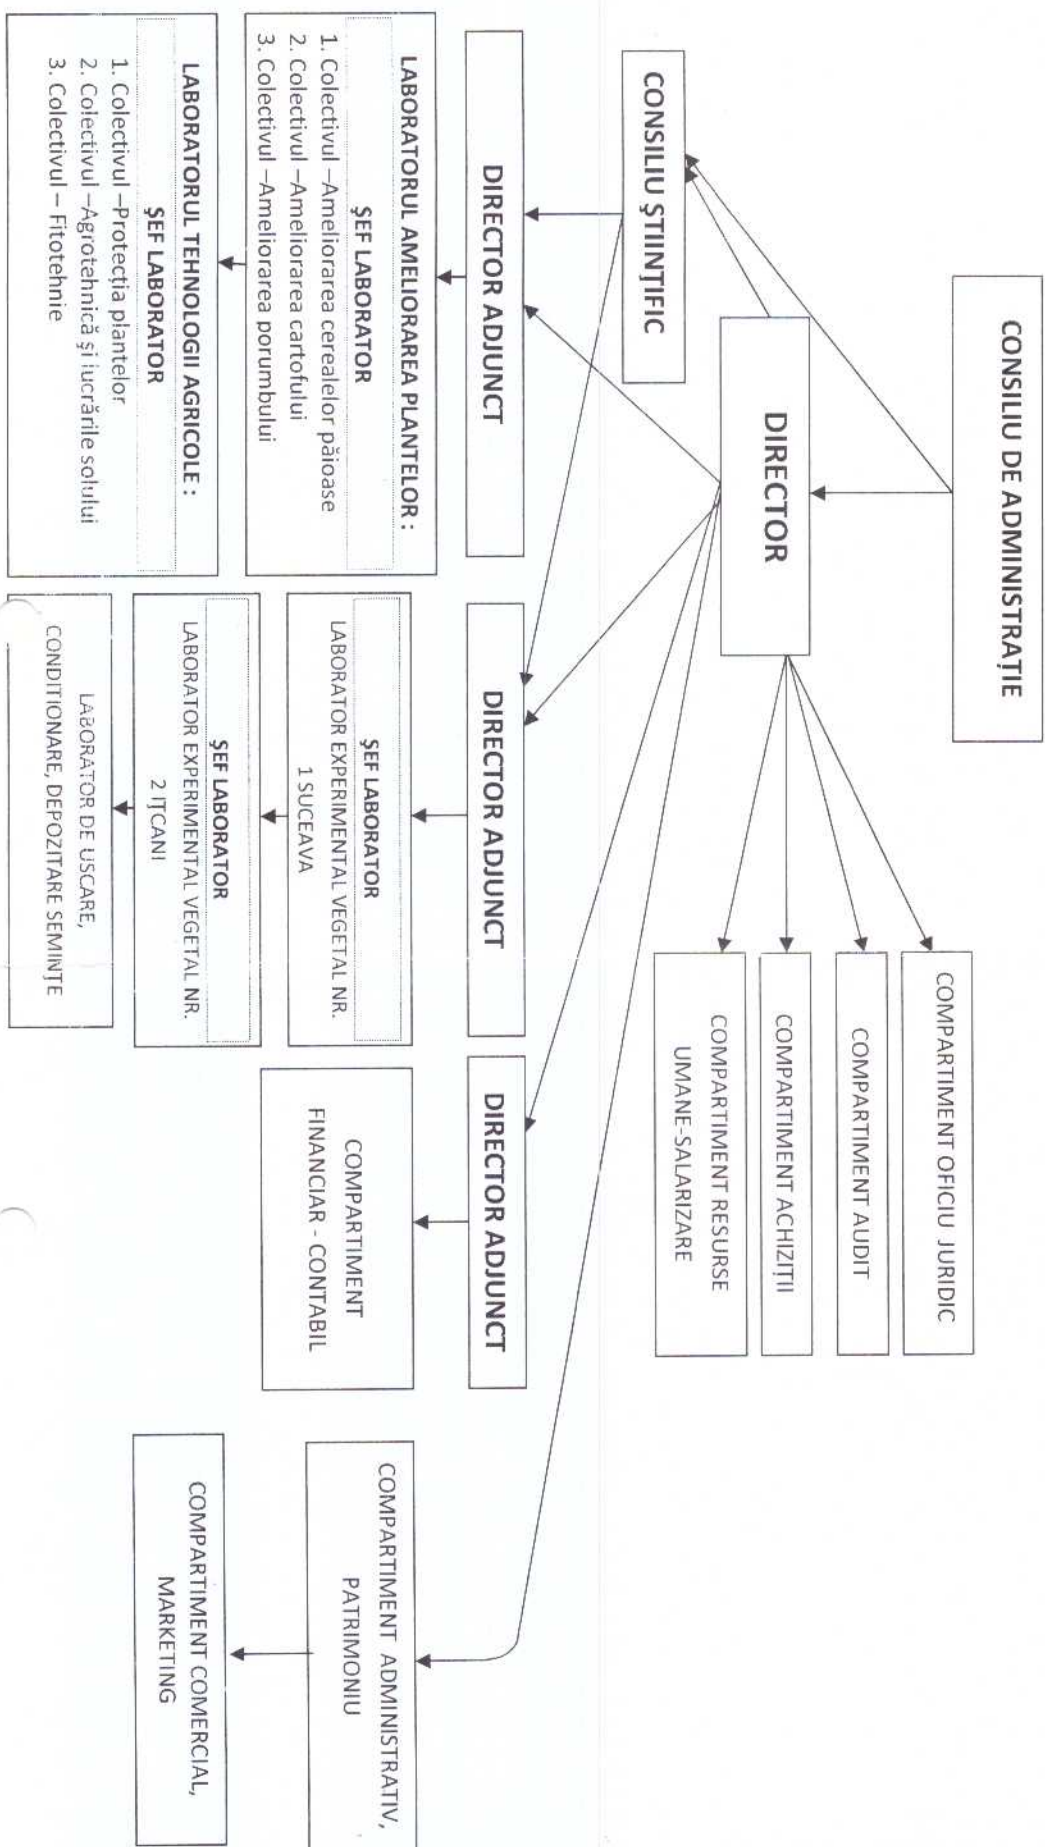 CONSILIU DE ADMINISTRAȚIE
DIRECTOR
CONSILIU ȘTIINȚIFIC
COMPARTIMENT OFICIU JURIDIC
COMPARTIMENT AUDIT
COMPARTIMENT ACHIZIȚII
COMPARTIMENT RESURSE
UMANE-SALARIZARE
DIRECTOR ADJUNCT
LABORATORUL AMELIORAREA PLANTELOR :
ȘEF LABORATOR
1. Colectivul –Ameliorarea cerealelor păioase
2. Colectivul –Ameliorarea cartofului
3. Colectivul –Ameliorarea porumbului
LABORATORUL TEHNOLOGII AGRICOLE :
ȘEF LABORATOR
1. Colectivul –Protecția plantelor
2. Colectivul –Agrotehnică și lucrările solului
3. Colectivul – Fitotehnie
DIRECTOR ADJUNCT
ȘEF LABORATOR
LABORATOR EXPERIMENTAL VEGETAL NR.
1 SUCEAVA
ȘEF LABORATOR
LABORATOR EXPERIMENTAL VEGETAL NR.
2 IȚCANI
LABORATOR DE USCARE,
CONDITIONARE, DEPOZITARE SEMINȚE
DIRECTOR ADJUNCT
COMPARTIMENT
FINANCIAR - CONTABIL
COMPARTIMENT ADMINISTRATIV,
PATRIMONIU
COMPARTIMENT COMERCIAL,
MARKETING